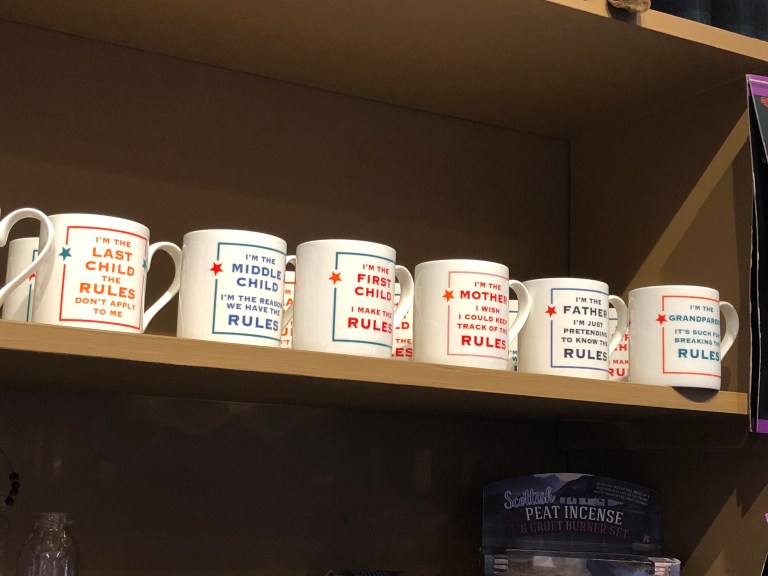 I'M THE
LAST
CHILD
THE
RULES
DON'T APPLY
TO ME
I'M THE
MIDDLE
CHILD
I'M THE REASON
WE HAVE THE
RULES
I'M THE
FIRST
CHILD
I MAKE THE
RULES
I'M THE
MOTHER
I WISH
I COULD KEEP
TRACK OF THE
RULES
I'M THE
FATHER
I'M JUST
PRETENDING
TO KNOW THE
RULES
I'M THE
GRANDPARENT
IT'S SUCH FUN
BREAKING THE
RULES
Scottish
PEAT INCENSE
& CROFT BURNER SET